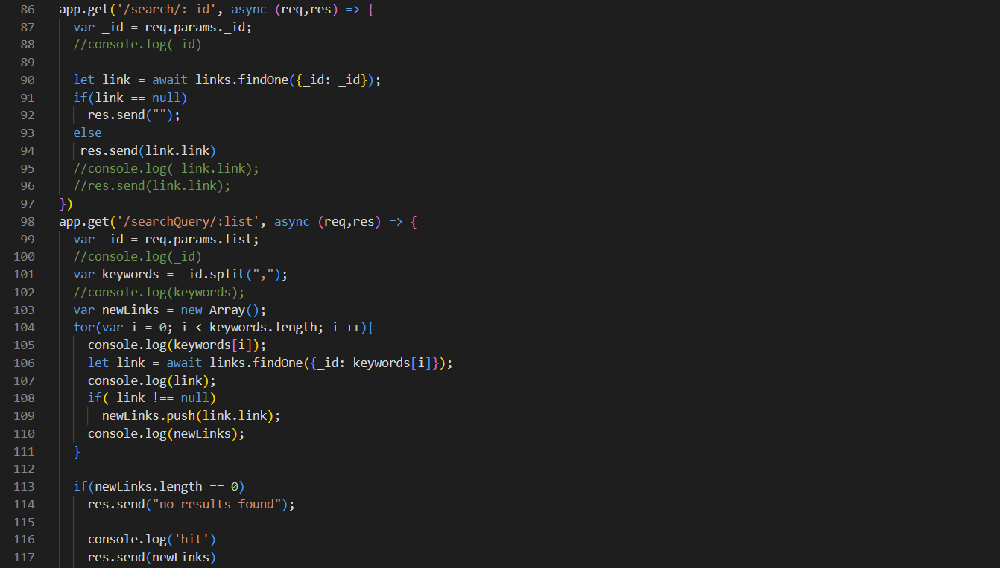 86 app.get('/search/:_id', async (req,res) => {
87 var _id = req.params._id;
88 //console.log(_id)
89
90 let link = await links.findOne({_id: _id});
91 if(link == null)
92 res.send("");
93 else
94 res.send(link.link)
95 //console.log( link.link);
96 //res.send(link.link);
97 })
98 app.get('/searchQuery/:list', async (req,res) => {
99 var _id = req.params.list;
100 //console.log(_id)
101 var keywords = _id.split(",");
102 //console.log(keywords);
103 var newLinks = new Array();
104 for(var i = 0; i < keywords.length; i ++){
105 console.log(keywords[i]);
106 let link = await links.findOne({_id: keywords[i]});
107 console.log(link);
108 if( link !== null)
109 newLinks.push(link.link);
110 console.log(newLinks);
111 }
112
113 if(newLinks.length == 0)
114 res.send("no results found");
115
116 console.log('hit')
117 res.send(newLinks)